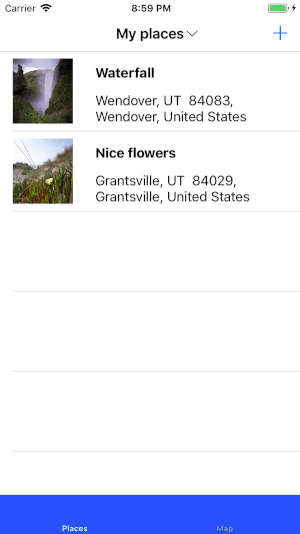 Carrier 8:59 PM
My places
Waterfall
Wendover, UT  84083,
Wendover, United States
Nice flowers
Grantsville, UT  84029,
Grantsville, United States
Places Map